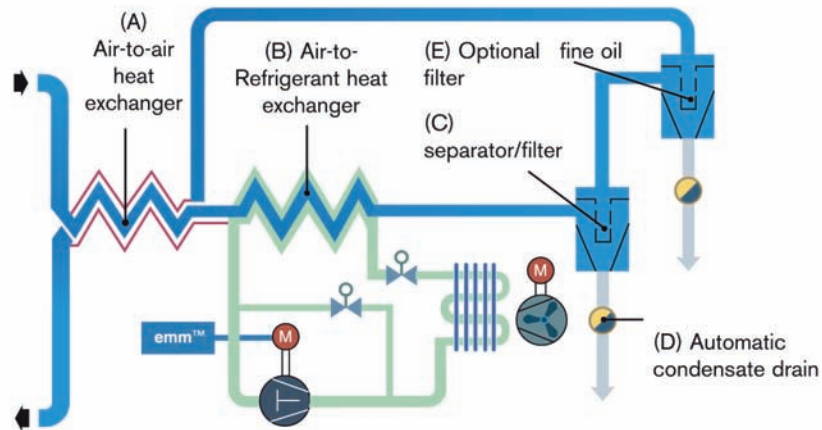 (A)
Air-to-air
heat
exchanger
(B) Air-to-
Refrigerant heat
exchanger
(E) Optional fine oil
filter
(C)
separator/filter
M
M
emm™
(D) Automatic
condensate drain